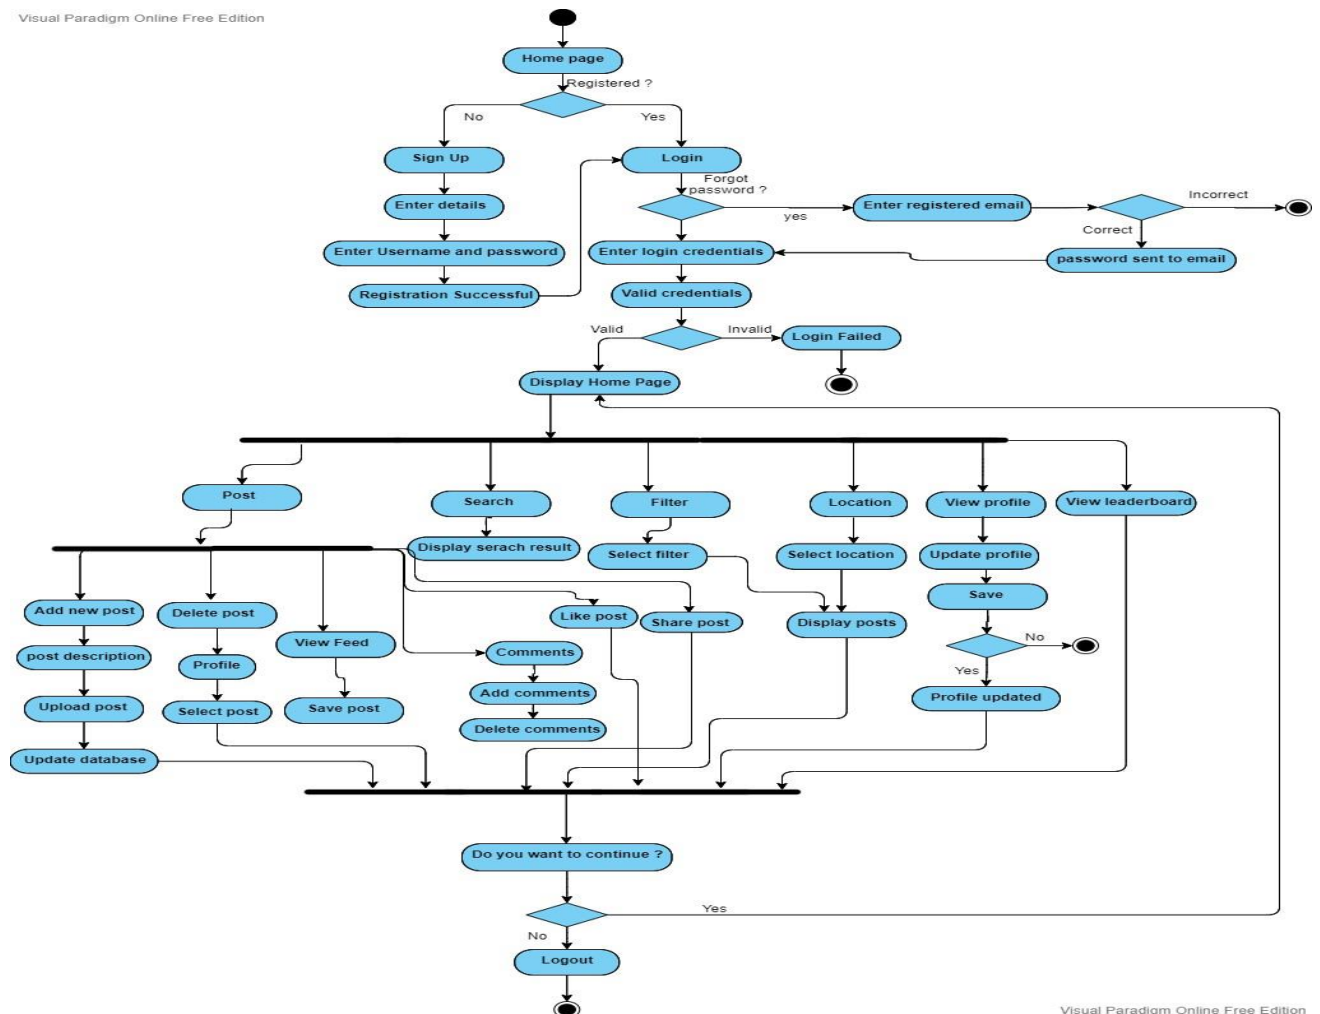 Visual Paradigm Online Free Edition
Home page
Registered ?
No
Yes
Sign Up
Login
Forgot
password ?
Enter details
yes
Enter registered email
Incorrect
Correct
Enter Username and password
Enter login credentials
password sent to email
Registration Successful
Valid credentials
Valid
Invalid
Login Failed
Display Home Page
Post
Search
Filter
Location
View profile
View leaderboard
Display serach result
Select filter
Select location
Update profile
Save
Add new post
Delete post
View Feed
Like post
Share post
Display posts
No
Yes
post description
Profile
Comments
Upload post
Select post
Save post
Add comments
Profile updated
Delete comments
Update database
Do you want to continue ?
Yes
No
Logout
Visual Paradigm Online Free Edition